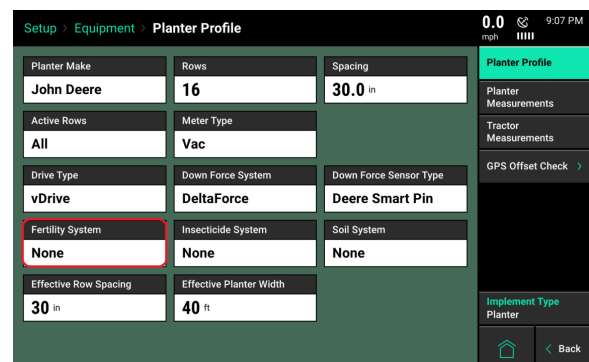 Setup > Equipment > Planter Profile
0.0 mph
9:07 PM
Planter Make
John Deere
Rows
16
Spacing
30.0 in
Active Rows
All
Meter Type
Vac
Drive Type
vDrive
Down Force System
DeltaForce
Down Force Sensor Type
Deere Smart Pin
Fertility System
None
Insecticide System
None
Soil System
None
Effective Row Spacing
30 in
Effective Planter Width
40 ft
Planter Profile
Planter
Measurements
Tractor
Measurements
GPS Offset Check >
Implement Type
Planter
< Back